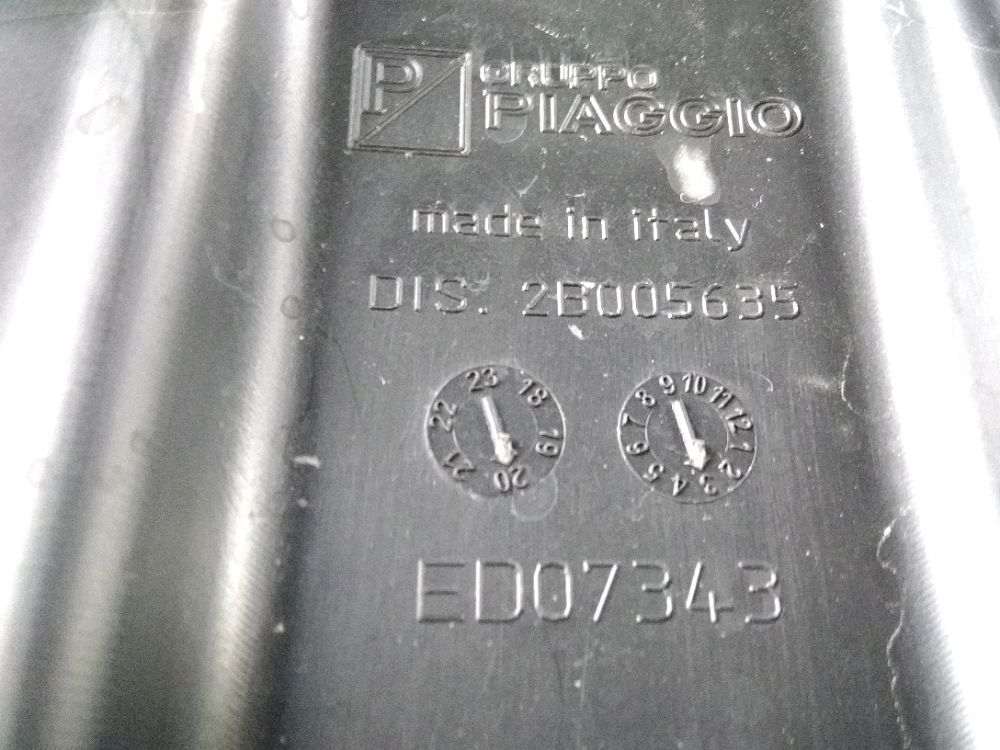 P GRUPPO
PIAGGIO
made in italy
DIS. 2B005635
23 18 19 20 21 22
9 10 11 12 1 2 3 4 5 6 7 8
ED07343